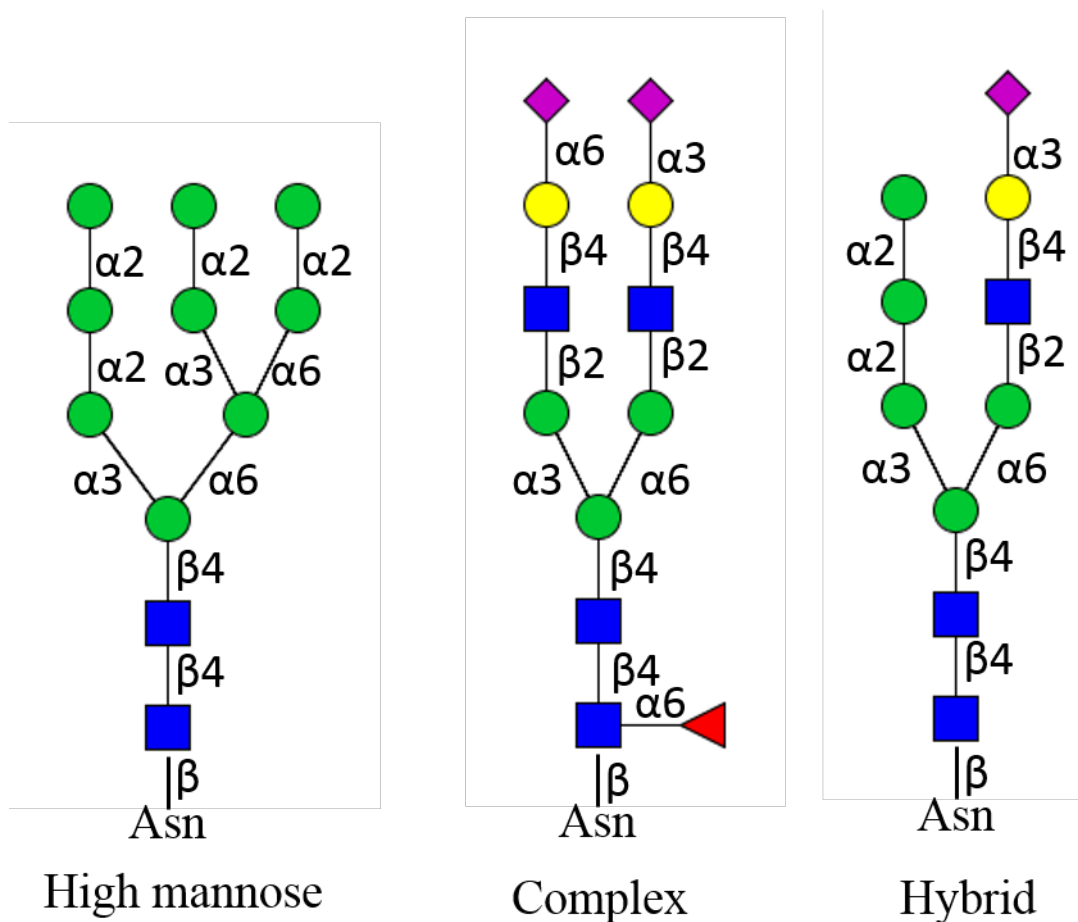 α2 α2 α2
α2 α3 α6
α3 α6
β4
β4
β
Asn
High mannose
α6 α3
β4 β4
β2 β2
α3 α6
β4
β4
α6
β
Asn
Complex
α3
α2 β4
α2 β2
α3 α6
β4
β4
β
Asn
Hybrid